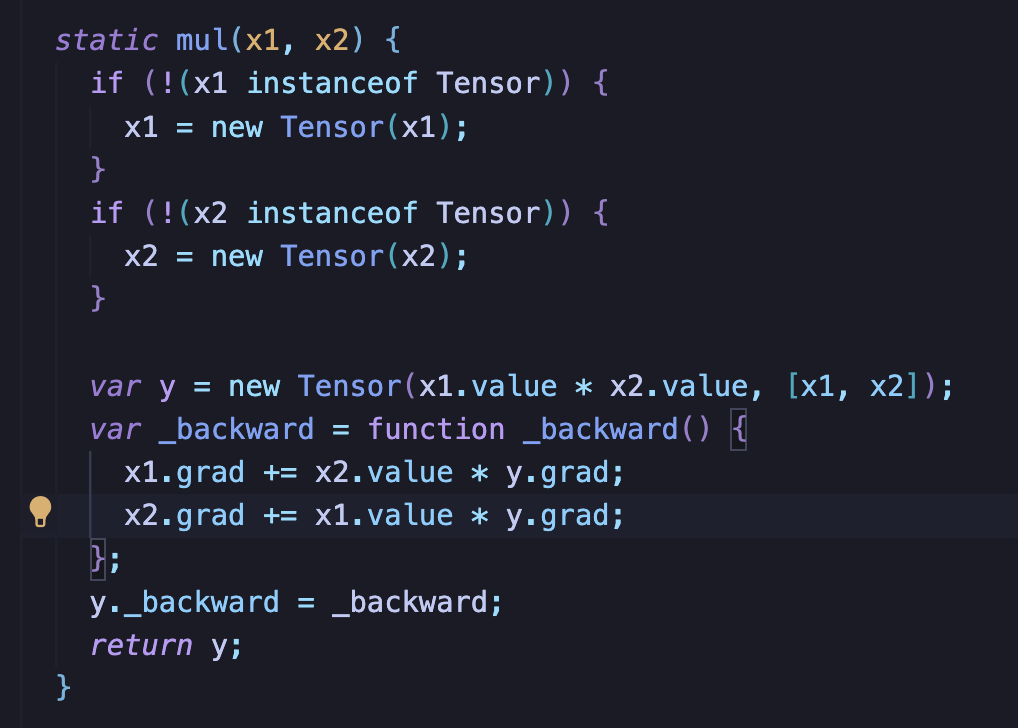 static mul(x1, x2) {
  if (!(x1 instanceof Tensor)) {
    x1 = new Tensor(x1);
  }
  if (!(x2 instanceof Tensor)) {
    x2 = new Tensor(x2);
  }

  var y = new Tensor(x1.value * x2.value, [x1, x2]);
  var _backward = function _backward() {
    x1.grad += x2.value * y.grad;
    x2.grad += x1.value * y.grad;
  };
  y._backward = _backward;
  return y;
}